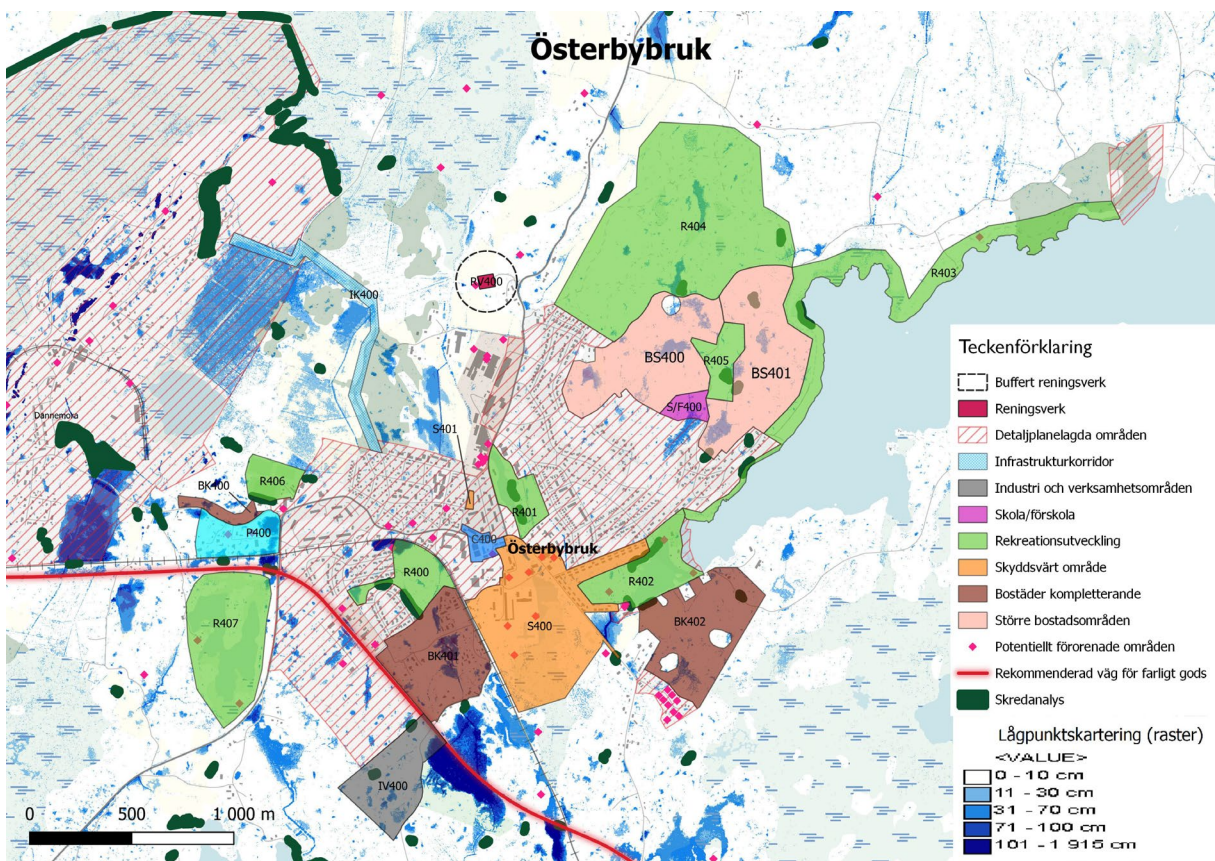 Österbybruk
R404
R403
RV400
IK400
BS400
R405
BS401
S/F400
Dannemora
S401
R406
BK400
R401
P400
C400
Österbybruk
R400
R402
R407
S400
BK402
BK401
IV400
0 500 1 000 m
Teckenförklaring
Buffert reningsverk
Reningsverk
Detaljplanelagda områden
Infrastrukturkorridor
Industri och verksamhetsområden
Skola/förskola
Rekreationsutveckling
Skyddsvärt område
Bostäder kompletterande
Större bostadsområden
Potentiellt förorenade områden
Rekommenderad väg för farligt gods
Skredanalys
Lågpunktskartering (raster)
<VALUE>
0 - 10 cm
11 - 30 cm
31 - 70 cm
71 - 100 cm
101 - 1 915 cm